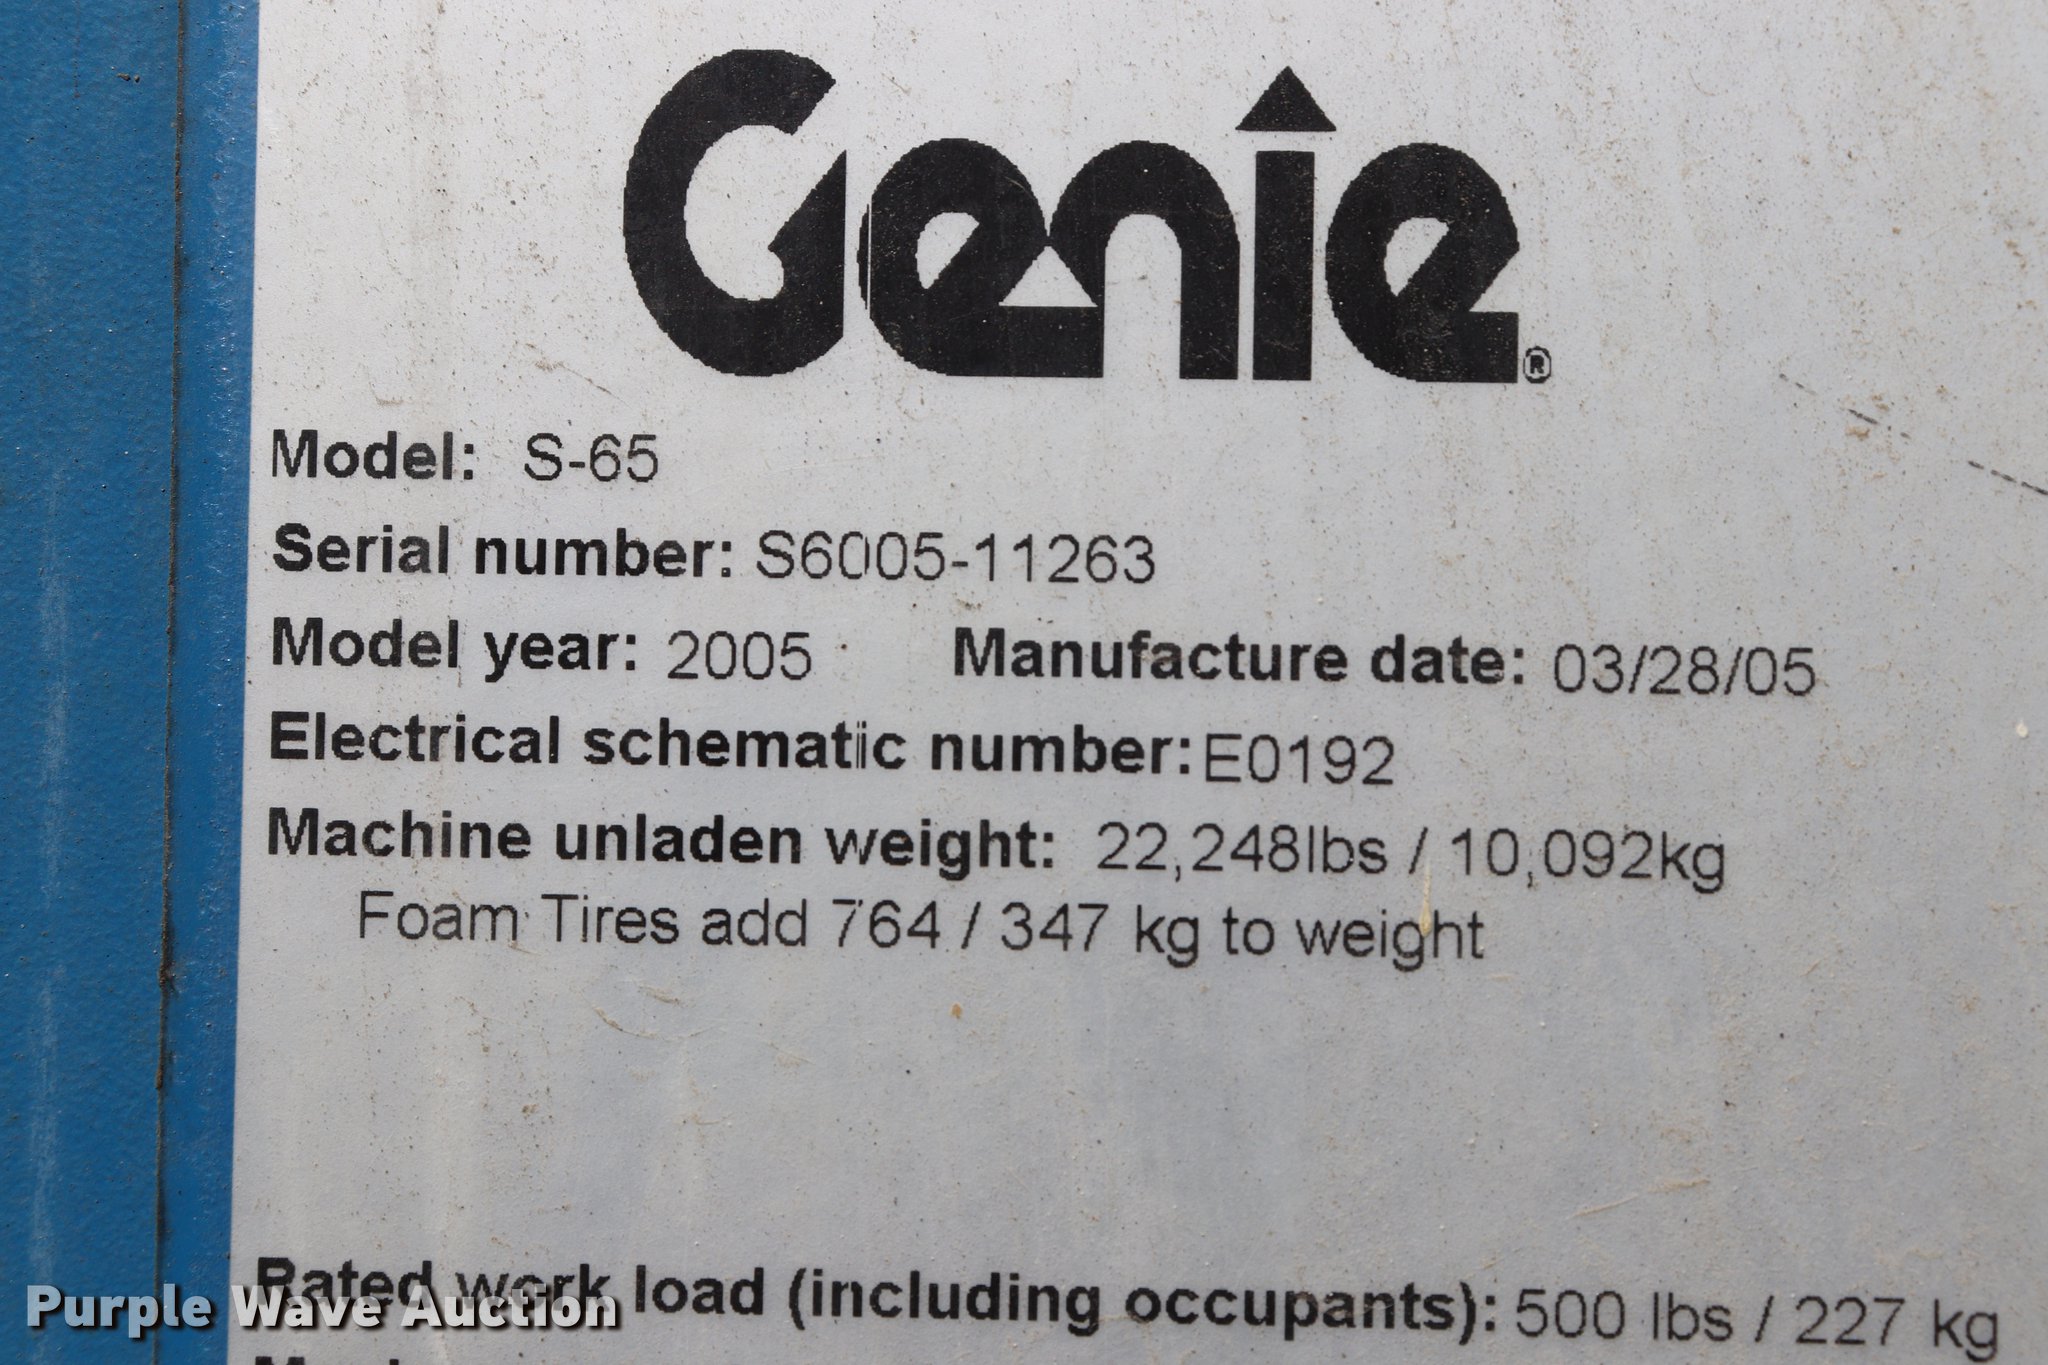 Genie®
Model: S-65
Serial number: S6005-11263
Model year: 2005 Manufacture date: 03/28/05
Electrical schematic number: E0192
Machine unladen weight: 22,248lbs / 10,092kg
Foam Tires add 764 / 347 kg to weight
Rated work load (including occupants): 500 lbs / 227 kg
Purple Wave Auction